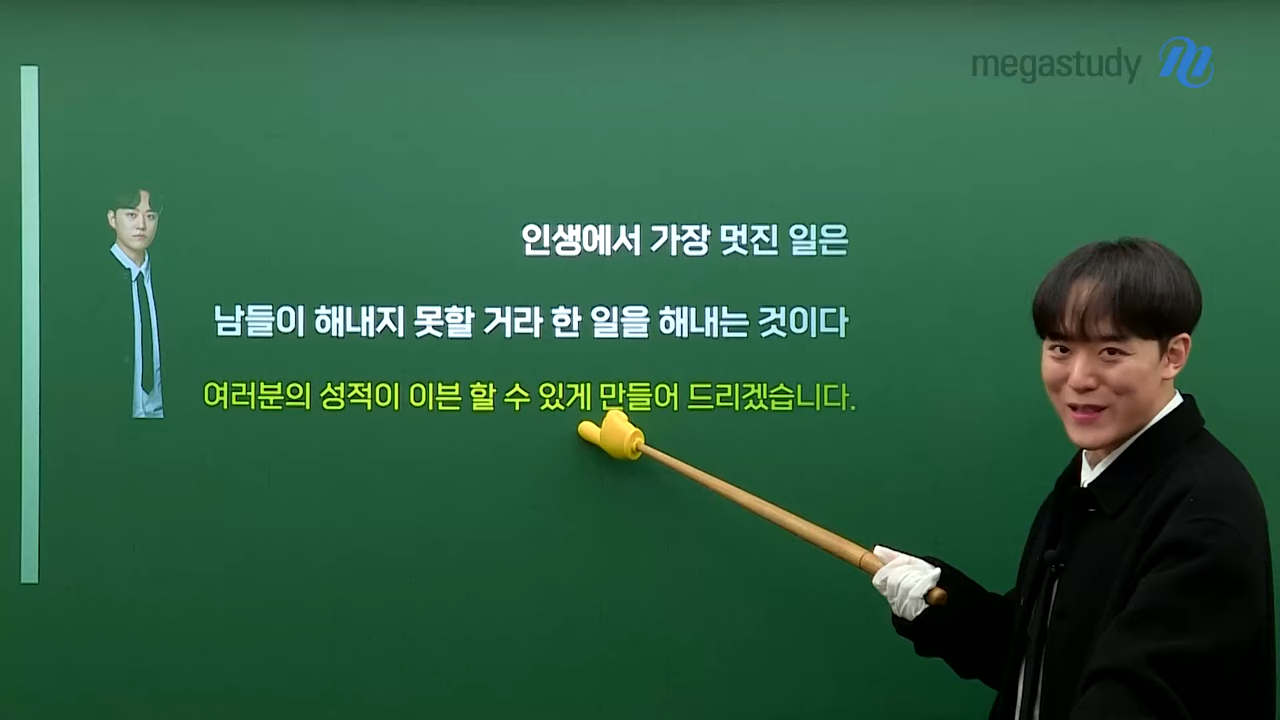 megastudy
인생에서 가장 멋진 일은
남들이 해내지 못할 거라 한 일을 해내는 것이다
여러분의 성적이 이븐 할 수 있게 만들어 드리겠습니다.